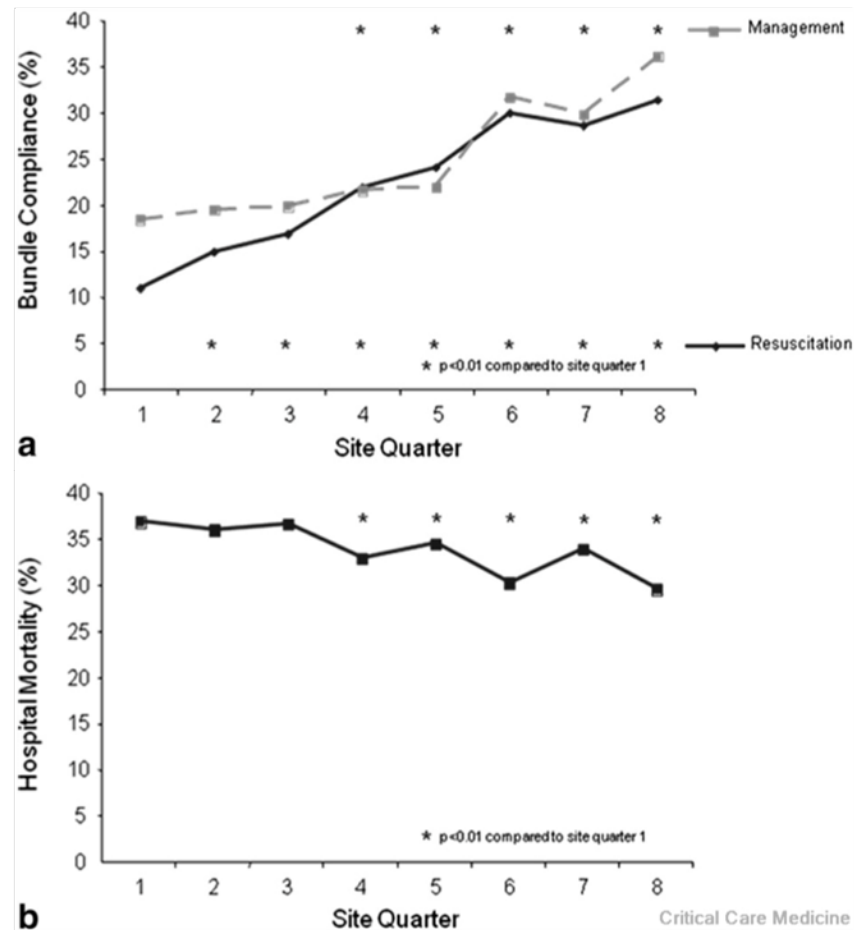 40 * * * * * Management
35
30
25
20
15
10
5 * * * * * * * Resuscitation
* p<0.01 compared to site quarter 1
0
Bundle Compliance (%)
1 2 3 4 5 6 7 8
a Site Quarter
40
* * * * *
35
30
25
20
15
10
5
* p<0.01 compared to site quarter 1
0
Hospital Mortality (%)
1 2 3 4 5 6 7 8
b Site Quarter Critical Care Medicine